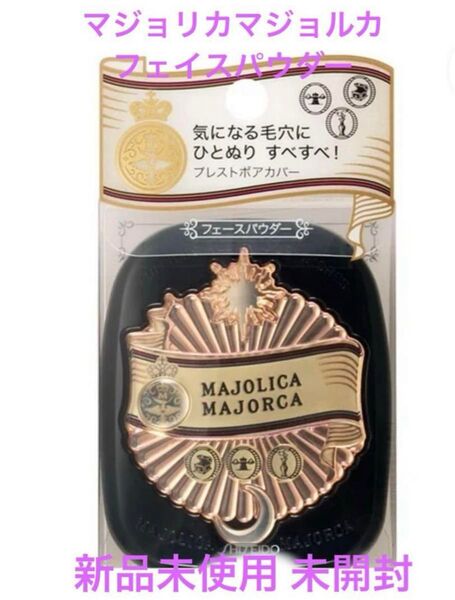 マジョリカマジョルカ
フェイスパウダー
気になる毛穴に
ひとぬり すべすべ!
プレストポアカバー
フェースパウダー
MAJOLICA
MAJORCA
MAJOLICA MAJORCA
SHISEIDO
新品未使用 未開封